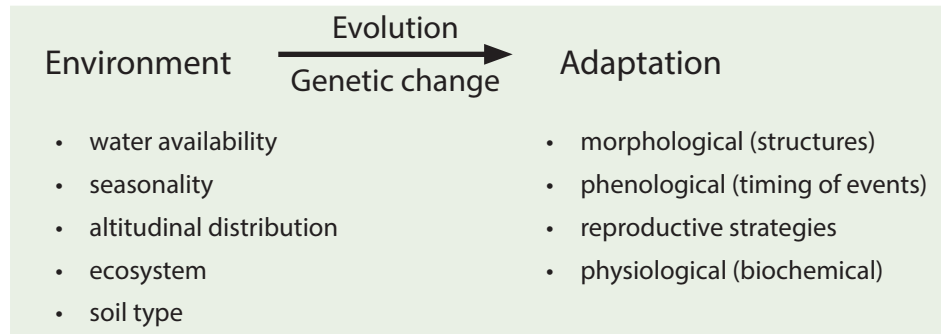 Evolution
Environment
Adaptation
Genetic change
• water availability
• seasonality
• altitudinal distribution
• ecosystem
• soil type
• morphological (structures)
• phenological (timing of events)
• reproductive strategies
• physiological (biochemical)